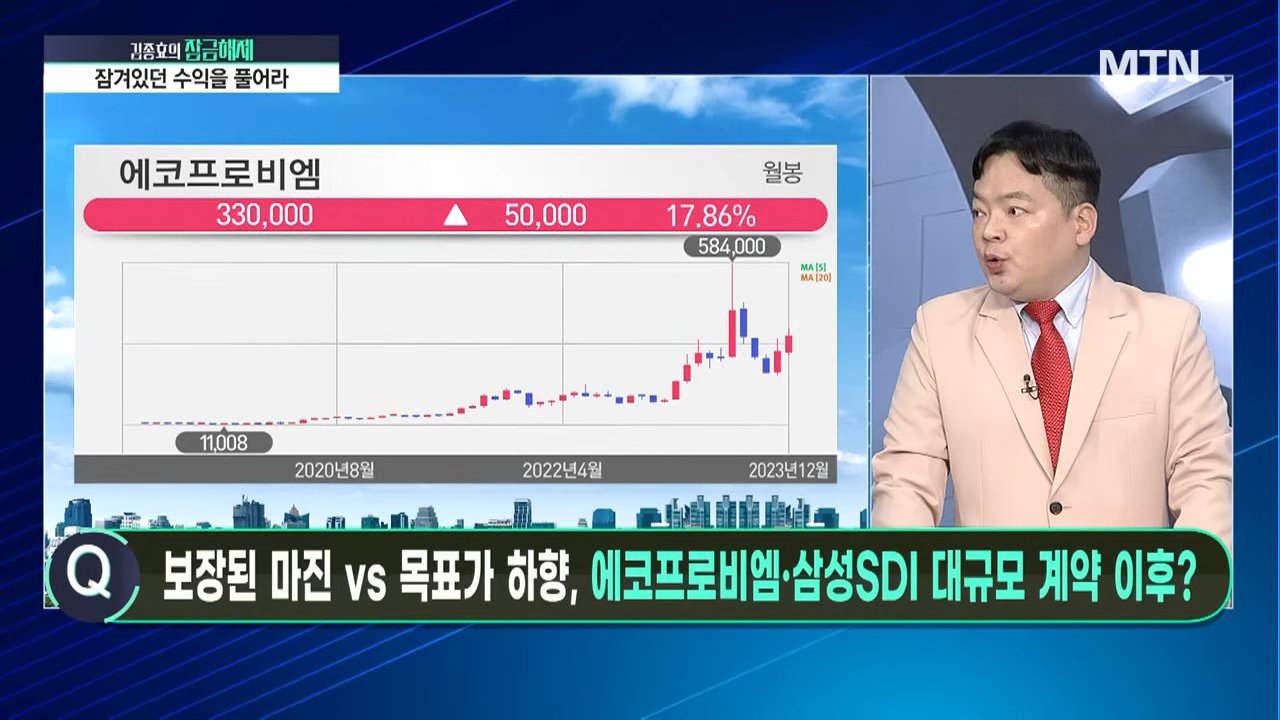 김종효의 잠금해제
잠겨있던 수익을 풀어라
MTN
에코프로비엠
월봉
330,000 ▲ 50,000 17.86%
584,000
MA [5]
MA [20]
11,008
2020년8월 2022년4월 2023년12월
Q 보장된 마진 vs 목표가 하향, 에코프로비엠·삼성SDI 대규모 계약 이후?